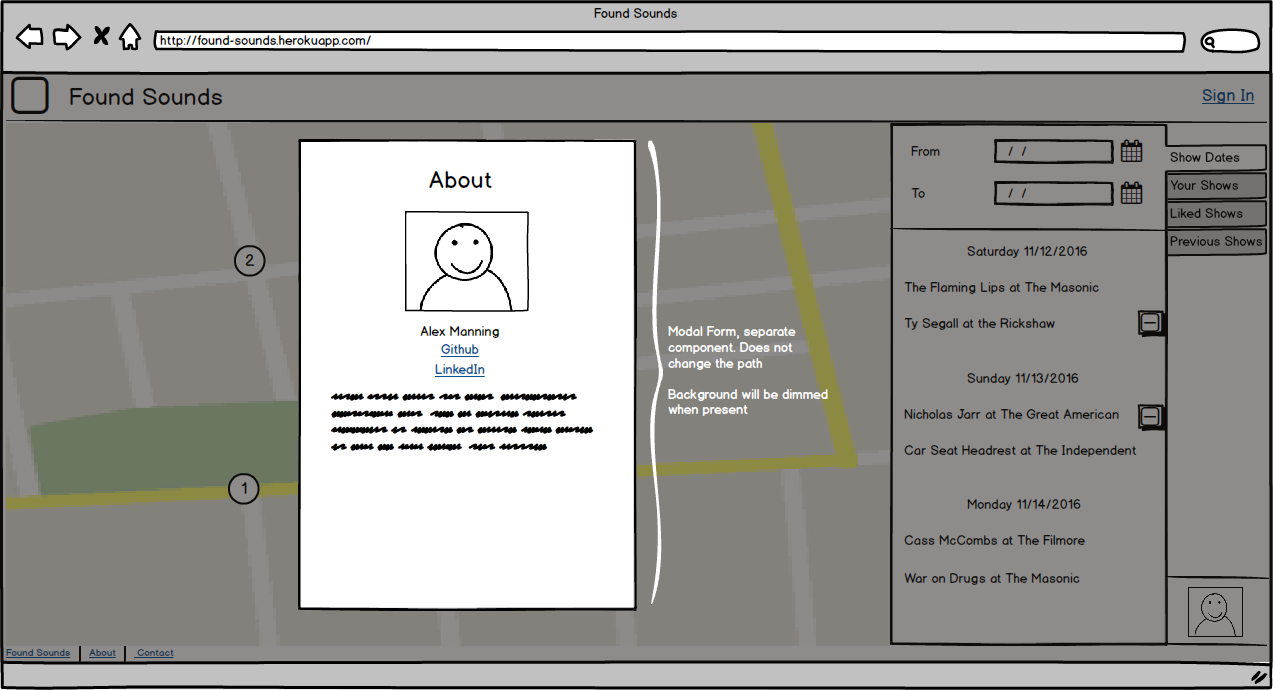 Found Sounds
http://found-sounds.herokuapp.com/
Found Sounds
Sign In
About
Alex Manning
Github
LinkedIn
2
1
Modal Form, separate
component. Does not
change the path
Background will be dimmed
when present
From / /
To / /
Show Dates
Your Shows
Liked Shows
Previous Shows
Saturday 11/12/2016
The Flaming Lips at The Masonic
Ty Segall at the Rickshaw
Sunday 11/13/2016
Nicholas Jarr at The Great American
Car Seat Headrest at The Independent
Monday 11/14/2016
Cass McCombs at The Filmore
War on Drugs at The Masonic
Found Sounds About Contact